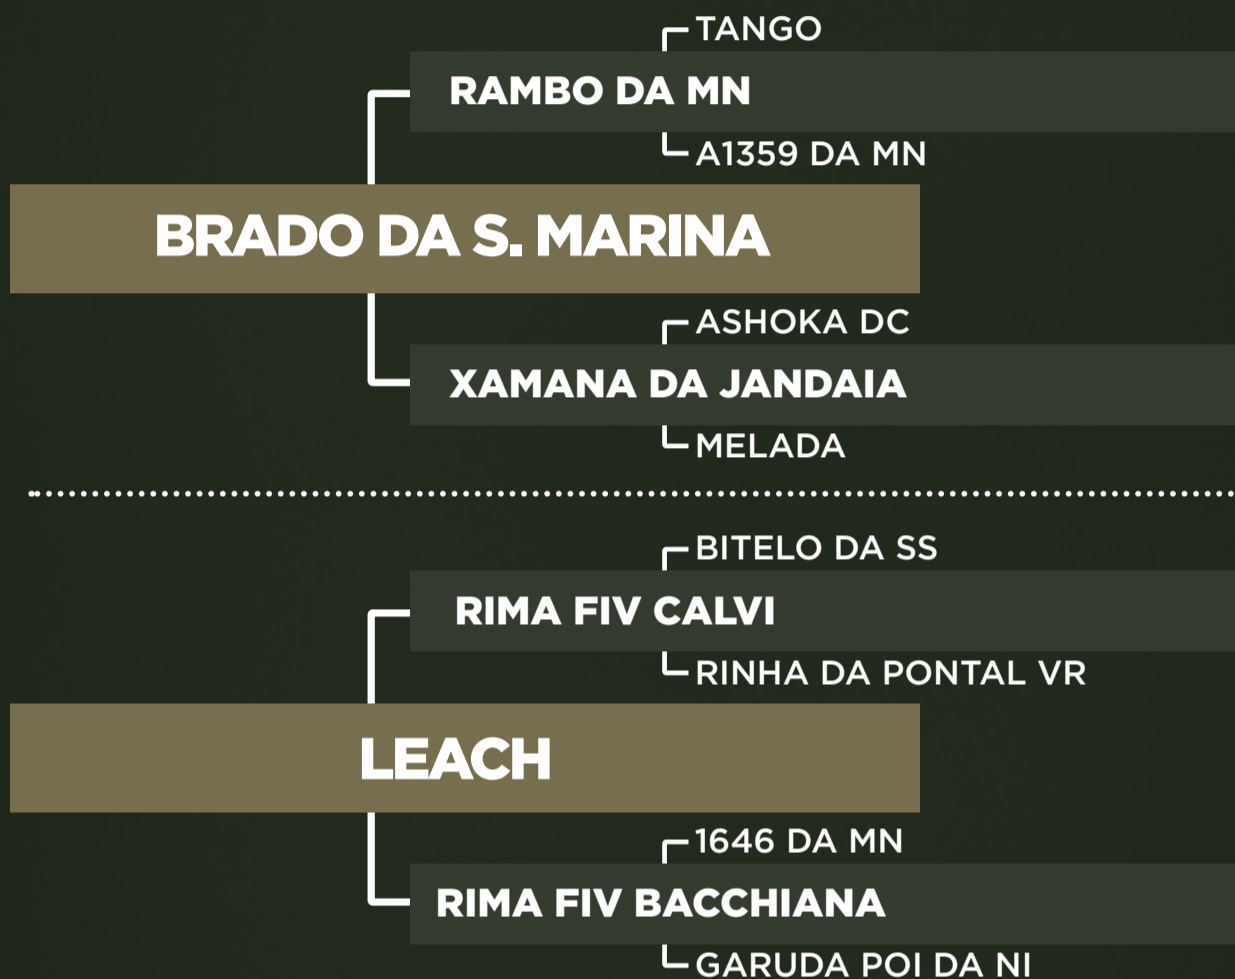 TANGO
RAMBO DA MN
A1359 DA MN
BRADO DA S. MARINA
ASHOKA DC
XAMANA DA JANDAIA
MELADA
BITELO DA SS
RIMA FIV CALVI
RINHA DA PONTAL VR
LEACH
1646 DA MN
RIMA FIV BACCHIANA
GARUDA POI DA NI